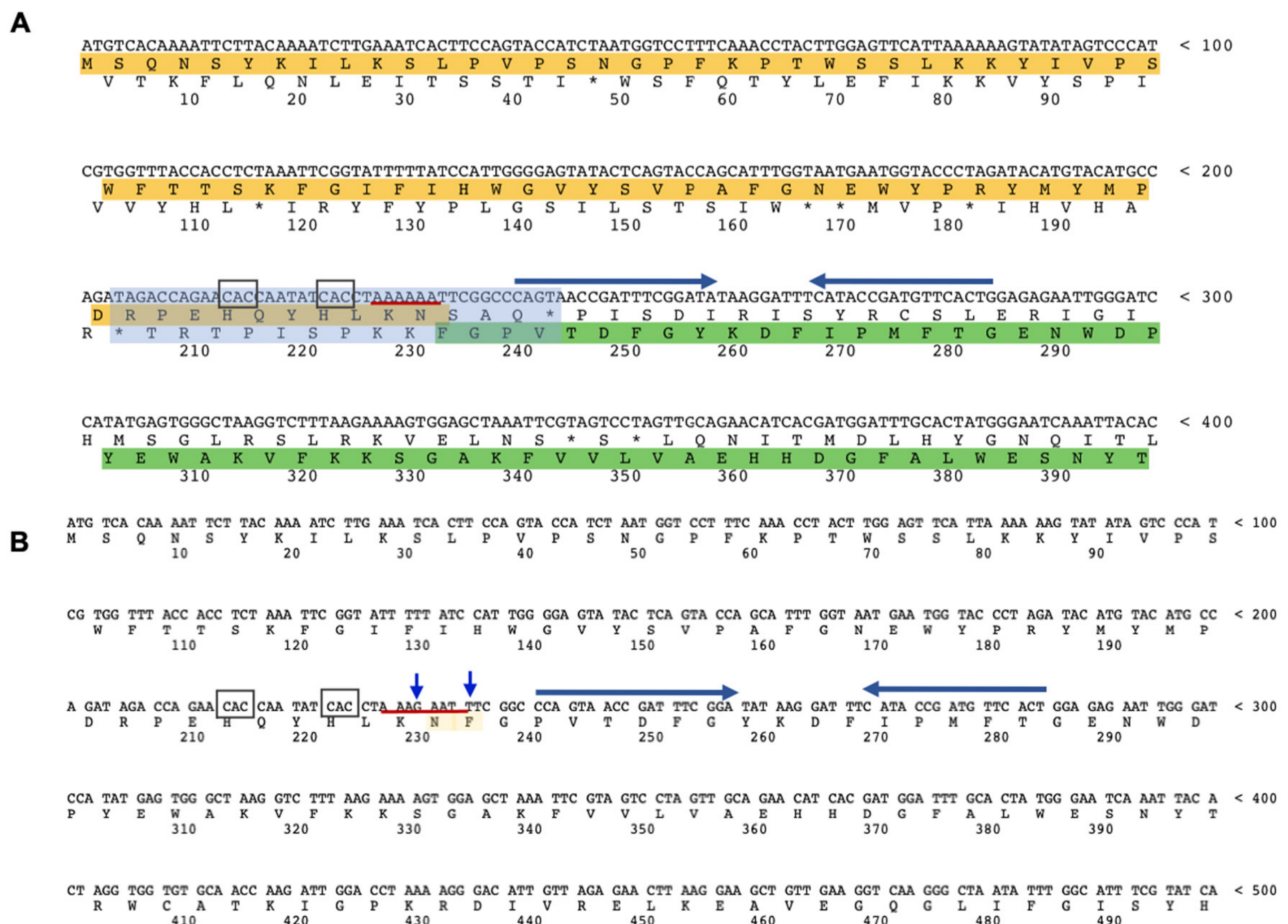 A
ATGTCACAAAATTCTTACAAAATCTTGAAATCACTTCCAGTACCATCTAATGGTCCTTTCAAACCTACTTGGAGTTCATTAAAAAAGTATATAGTCCCAT < 100
M S Q N S Y K I L K S L P V P S N G P F K P T W S S L K K Y I V P S
V T K F L Q N L E I T S S T I * W S F Q T Y L E F I K K V Y S P I
10 20 30 40 50 60 70 80 90
CGTGGTTTACCACCTCTAAATTCGGTATTTTTATCCATTGGGGAGTATACTCAGTACCAGCATTTGGTAATGAATGGTACCCTAGATACATGTACATGCC < 200
W F T T S K F G I F I H W G V Y S V P A F G N E W Y P R Y M Y M P
V V Y H L * I R Y F Y P L G S I L S T S I W * * M V P * I H V H A
110 120 130 140 150 160 170 180 190
AGATAGACCAGAACACCAATATCACCTAAAAAATTCGGCCCAGTAACCGATTTCGGATATAAGGATTTCATACCGATGTTCACTGGAGAGAATTGGGATC < 300
D R P E H Q Y H L K N S A Q * P I S D I R I S Y R C S L E R I G I
R * T R T P I S P K K F G P V T D F G Y K D F I P M F T G E N W D P
210 220 230 240 250 260 270 280 290
CATATGAGTGGGCTAAGGTCTTTAAGAAAAGTGGAGCTAAATTCGTAGTCCTAGTTGCAGAACATCACGATGGATTTGCACTATGGGAATCAAATTACAC < 400
H M S G L R S L R K V E L N S * S * L Q N I T M D L H Y G N Q I T L
Y E W A K V F K K S G A K F V V L V A E H H D G F A L W E S N Y T
310 320 330 340 350 360 370 380 390
B
ATG TCA CAA AAT TCT TAC AAA ATC TTG AAA TCA CTT CCA GTA CCA TCT AAT GGT CCT TTC AAA CCT ACT TGG AGT TCA TTA AAA AAG TAT ATA GTC CCA T < 100
M S Q N S Y K I L K S L P V P S N G P F K P T W S S L K K Y I V P S
10 20 30 40 50 60 70 80 90
CG TGG TTT ACC ACC TCT AAA TTC GGT ATT TTT ATC CAT TGG GGA GTA TAC TCA GTA CCA GCA TTT GGT AAT GAA TGG TAC CCT AGA TAC ATG TAC ATG CC < 200
W F T T S K F G I F I H W G V Y S V P A F G N E W Y P R Y M Y M P
110 120 130 140 150 160 170 180 190
A GAT AGA CCA GAA CAC CAA TAT CAC CTA AAG AAT TTC GGC CCA GTA ACC GAT TTC GGA TAT AAG GAT TTC ATA CCG ATG TTC ACT GGA GAG AAT TGG GAT < 300
D R P E H Q Y H L K N F G P V T D F G Y K D F I P M F T G E N W D
210 220 230 240 250 260 270 280 290
CCA TAT GAG TGG GCT AAG GTC TTT AAG AAA AGT GGA GCT AAA TTC GTA GTC CTA GTT GCA GAA CAT CAC GAT GGA TTT GCA CTA TGG GAA TCA AAT TAC A < 400
P Y E W A K V F K K S G A K F V V L V A E H H D G F A L W E S N Y T
310 320 330 340 350 360 370 380 390
CT AGG TGG TGT GCA ACC AAG ATT GGA CCT AAA AGG GAC ATT GTT AGA GAA CTT AAG GAA GCT GTT GAA GGT CAA GGG CTA ATA TTT GGC ATT TCG TAT CA < 500
R W C A T K I G P K R D I V R E L K E A V E G Q G L I F G I S Y H
410 420 430 440 450 460 470 480 490